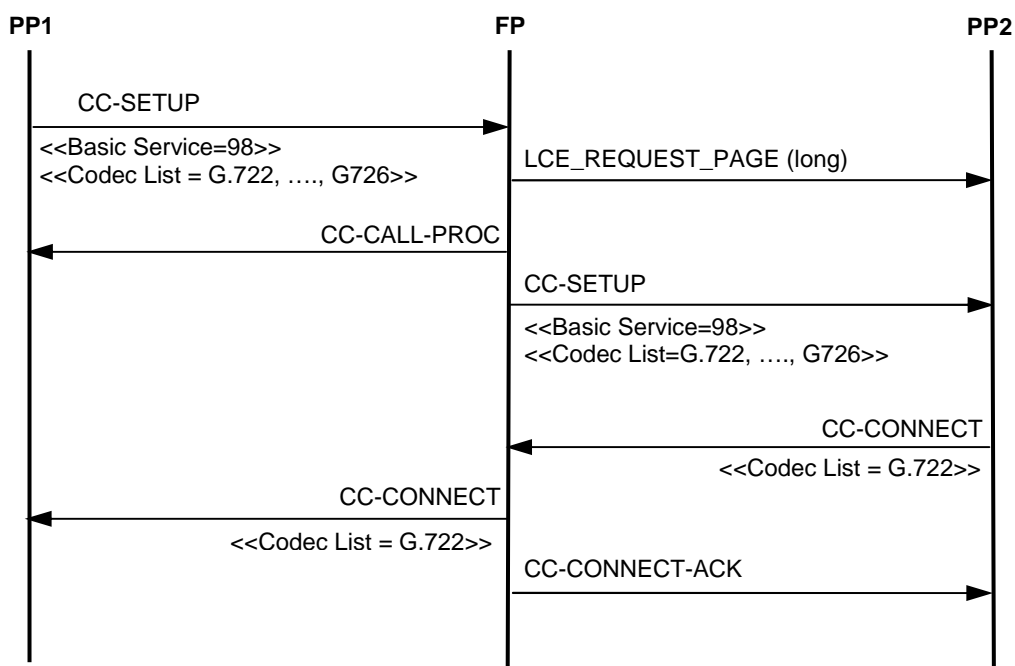 PP1 FP PP2
CC-SETUP
<<Basic Service=98>>
<<Codec List = G.722, …., G726>>
LCE_REQUEST_PAGE (long)
CC-CALL-PROC
CC-SETUP
<<Basic Service=98>>
<<Codec List=G.722, …., G726>>
CC-CONNECT
<<Codec List = G.722>>
CC-CONNECT
<<Codec List = G.722>>
CC-CONNECT-ACK